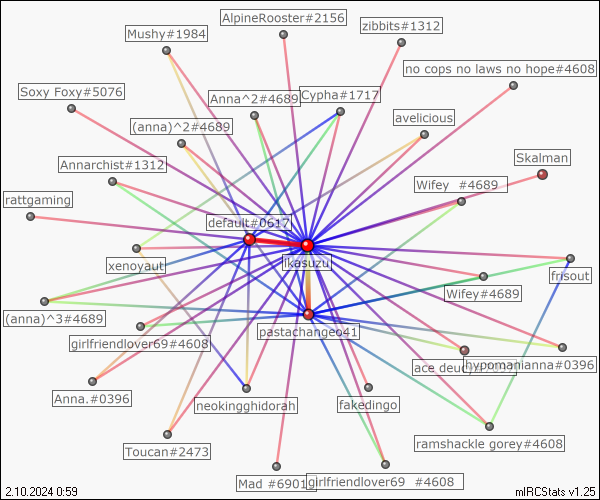 AlpineRooster#2156
zibbits#1312
Mushy#1984
no cops no laws no hope#4608
Soxy Foxy#5076
Anna^2#4689
Cypha#1717
avelicious
(anna)^2#4689
Skalman
Annarchist#1312
Wifey #4689
rattgaming
default#0617
ikasuzu
xenoyaut
frisout
Wifey#4689
(anna)^3#4689
pastachangeo41
girlfriendlover69#4608
ace deucy
hypomanianna#0396
Anna.#0396
neokingghidorah
fakedingo
ramshackle gorey#4608
Toucan#2473
Mad #6901
girlfriendlover69 #4608
2.10.2024 0:59
mIRCStats v1.25